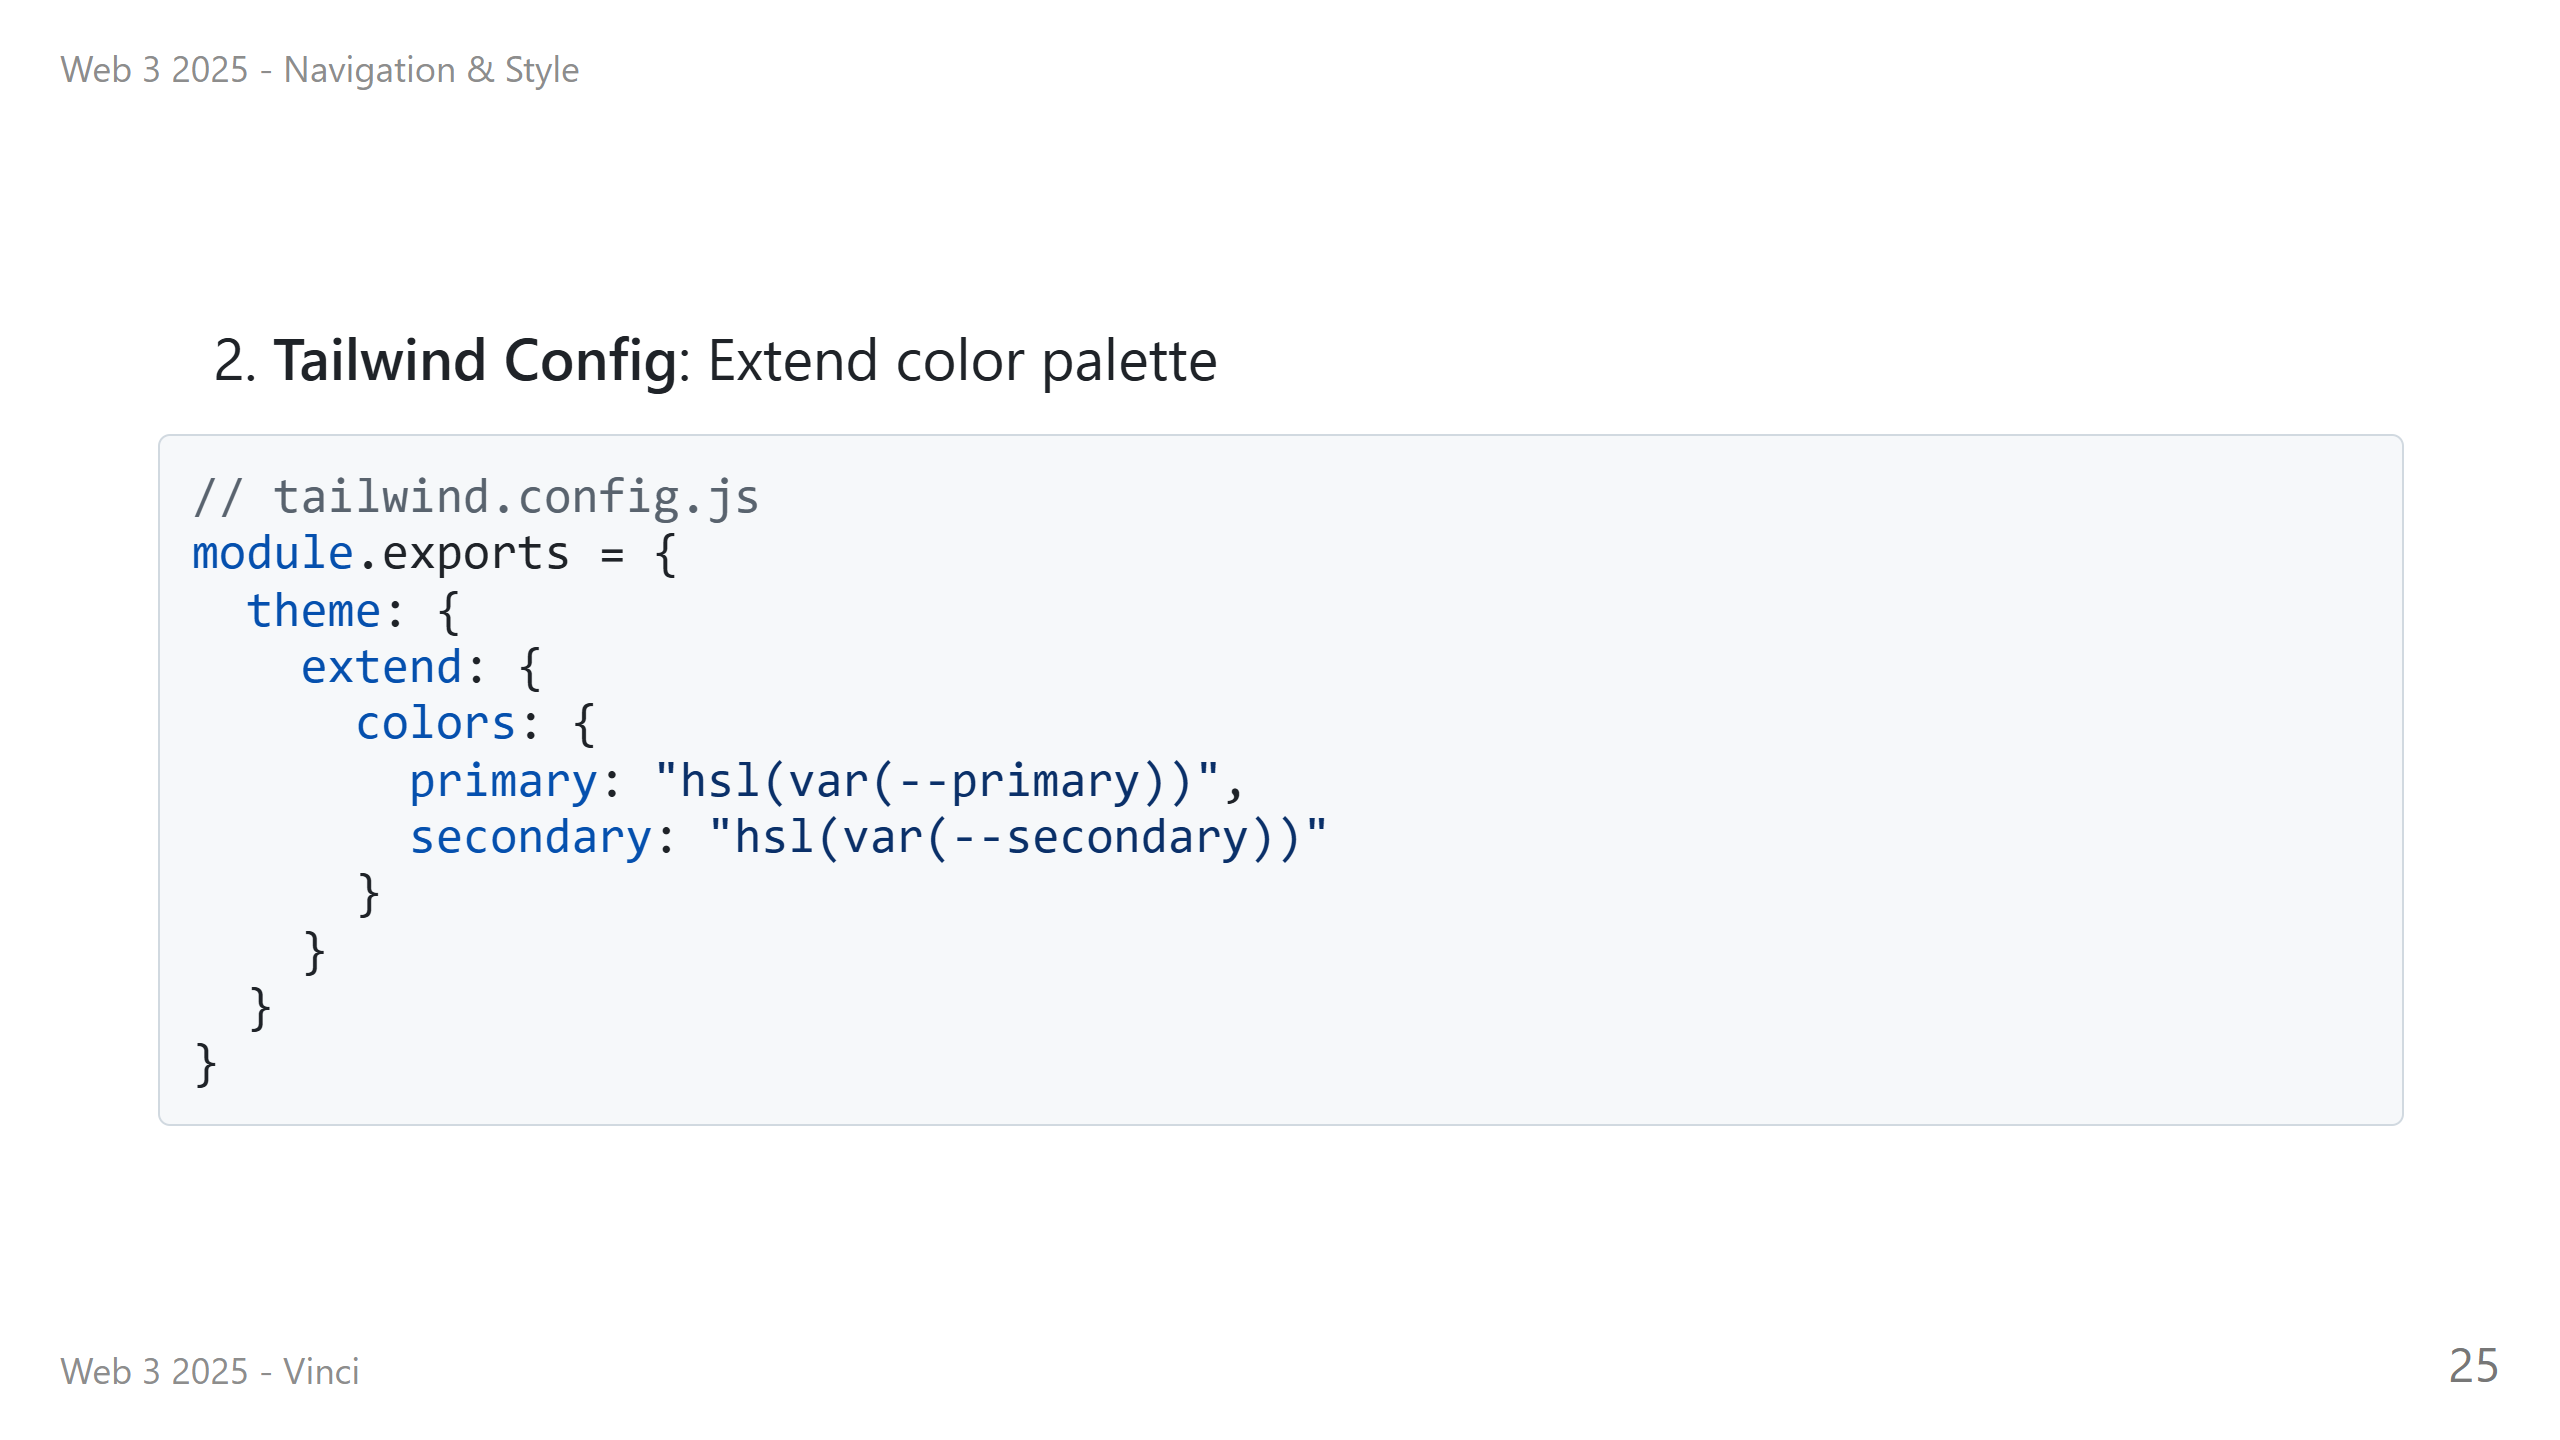 Web 3 2025 - Navigation & Style
2. Tailwind Config: Extend color palette
// tailwind.config.js
module.exports = {
  theme: {
    extend: {
      colors: {
        primary: "hsl(var(--primary))",
        secondary: "hsl(var(--secondary))"
      }
    }
  }
}
Web 3 2025 - Vinci
25